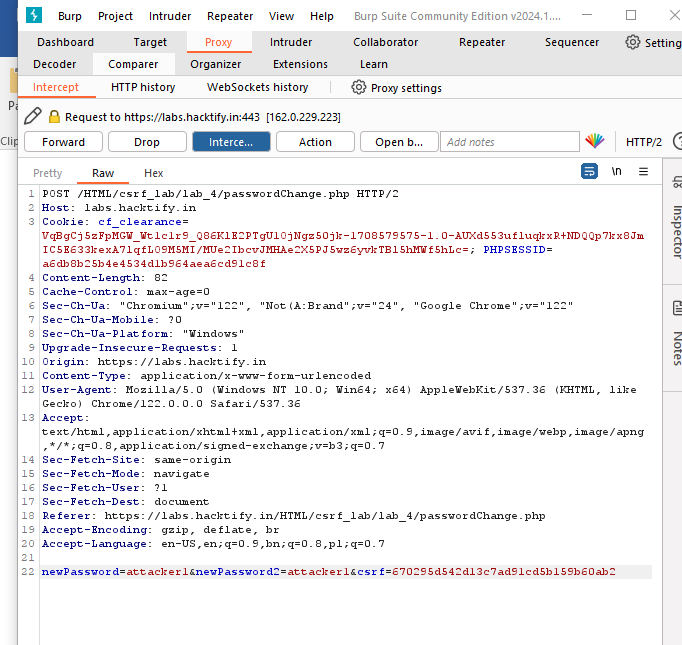 Burp Project Intruder Repeater View Help Burp Suite Community Edition v2024.1....
Dashboard Target Proxy Intruder Collaborator Repeater Sequencer Setting
Decoder Comparer Organizer Extensions Learn
Intercept HTTP history WebSockets history Proxy settings
Request to https://labs.hacktify.in:443 [162.0.229.223]
Forward Drop Interce... Action Open b... Add notes HTTP/2
Pretty Raw Hex \n
1 POST /HTML/csrf_lab/lab_4/passwordChange.php HTTP/2
2 Host: labs.hacktify.in
3 Cookie: cf_clearance=
4 Content-Length: 82
5 Cache-Control: max-age=0
6 Sec-Ch-Ua: "Chromium";v="122", "Not(A:Brand";v="24", "Google Chrome";v="122"
7 Sec-Ch-Ua-Mobile: ?0
8 Sec-Ch-Ua-Platform: "Windows"
9 Upgrade-Insecure-Requests: 1
10 Origin: https://labs.hacktify.in
11 Content-Type: application/x-www-form-urlencoded
12 User-Agent: Mozilla/5.0 (Windows NT 10.0; Win64; x64) AppleWebKit/537.36 (KHTML, like
Gecko) Chrome/122.0.0.0 Safari/537.36
13 Accept:
text/html,application/xhtml+xml,application/xml;q=0.9,image/avif,image/webp,image/apng
,*/*;q=0.8,application/signed-exchange;v=b3;q=0.7
14 Sec-Fetch-Site: same-origin
15 Sec-Fetch-Mode: navigate
16 Sec-Fetch-User: ?1
17 Sec-Fetch-Dest: document
18 Referer: https://labs.hacktify.in/HTML/csrf_lab/lab_4/passwordChange.php
19 Accept-Encoding: gzip, deflate, br
20 Accept-Language: en-US,en;q=0.9,bn;q=0.8,pl;q=0.7
21
22 newPassword=attacker1&newPassword2=attacker1&csrf=670295d542d13c7ad91cd5b159b60ab2
Inspector
Notes